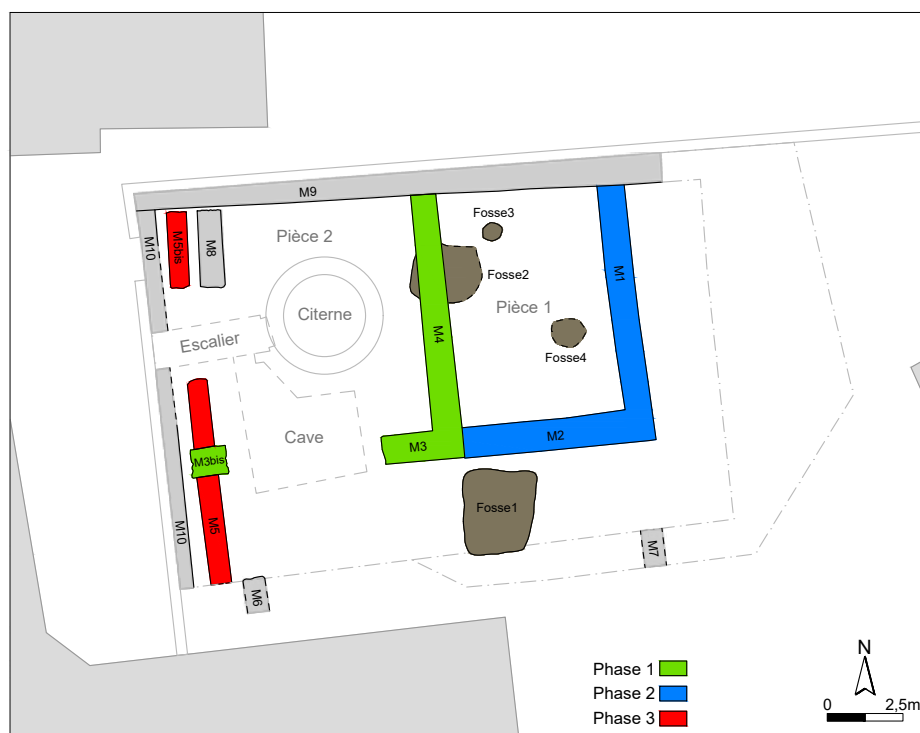 M9
M10
M5bis
M8
Pièce 2
Fosse3
Fosse2
M1
Citerne
Pièce 1
Escalier
M4
Fosse4
Cave
M3
M2
M3bis
Fosse1
M5
M10
M7
M6
Phase 1
Phase 2
Phase 3
N
0 2,5m